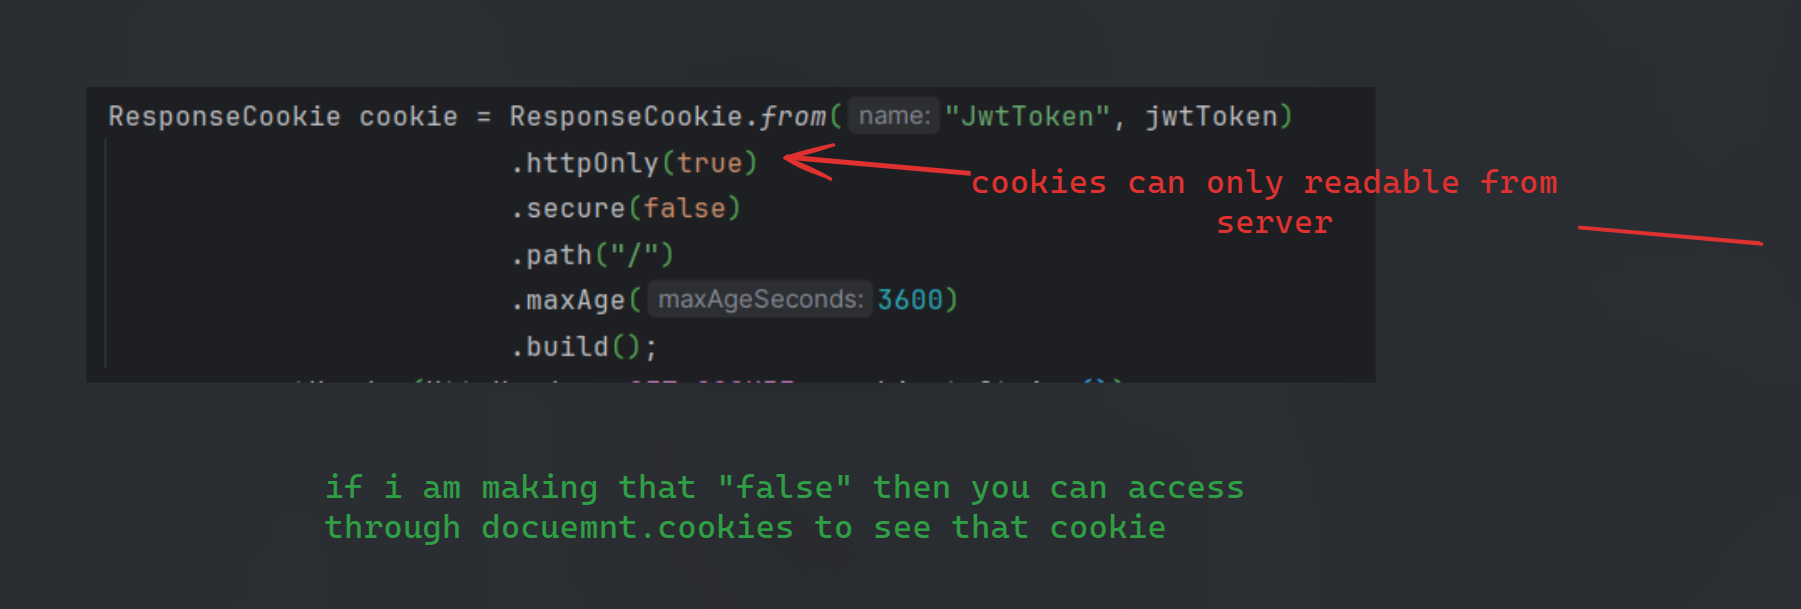 ResponseCookie cookie = ResponseCookie.from( name: "JwtToken", jwtToken)
.httpOnly(true)
cookies can only readable from
server
.secure(false)
.path("/")
.maxAge( maxAgeSeconds: 3600)
.build();
if i am making that "false" then you can access
through docuemnt.cookies to see that cookie